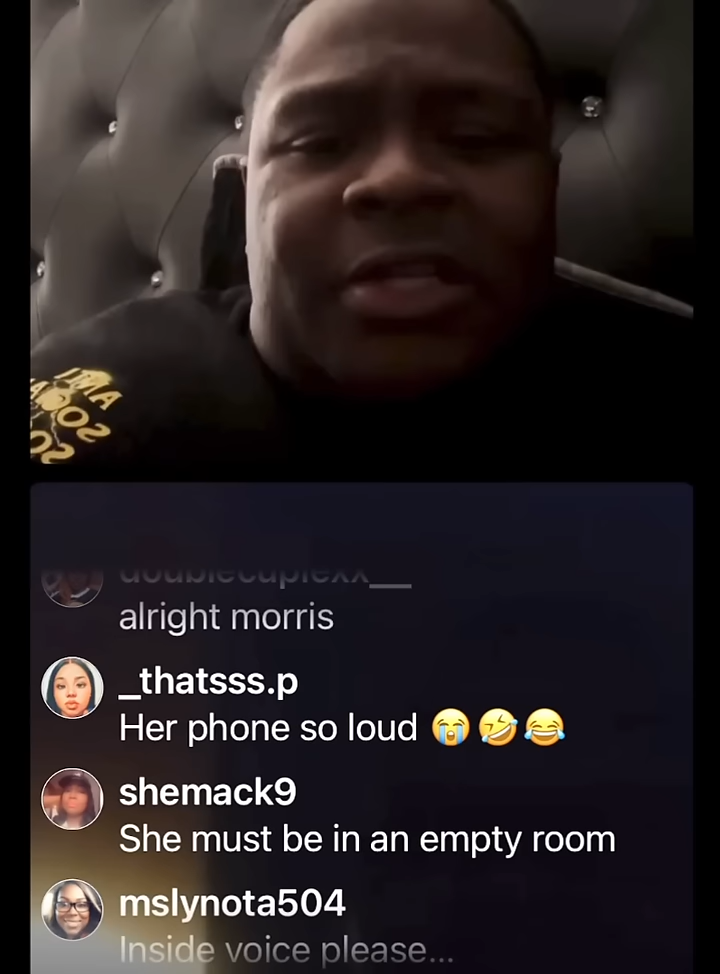 alright morris
_thatsss.p
Her phone so loud 😭🤣😂
shemack9
She must be in an empty room
mslynota504
Inside voice please...